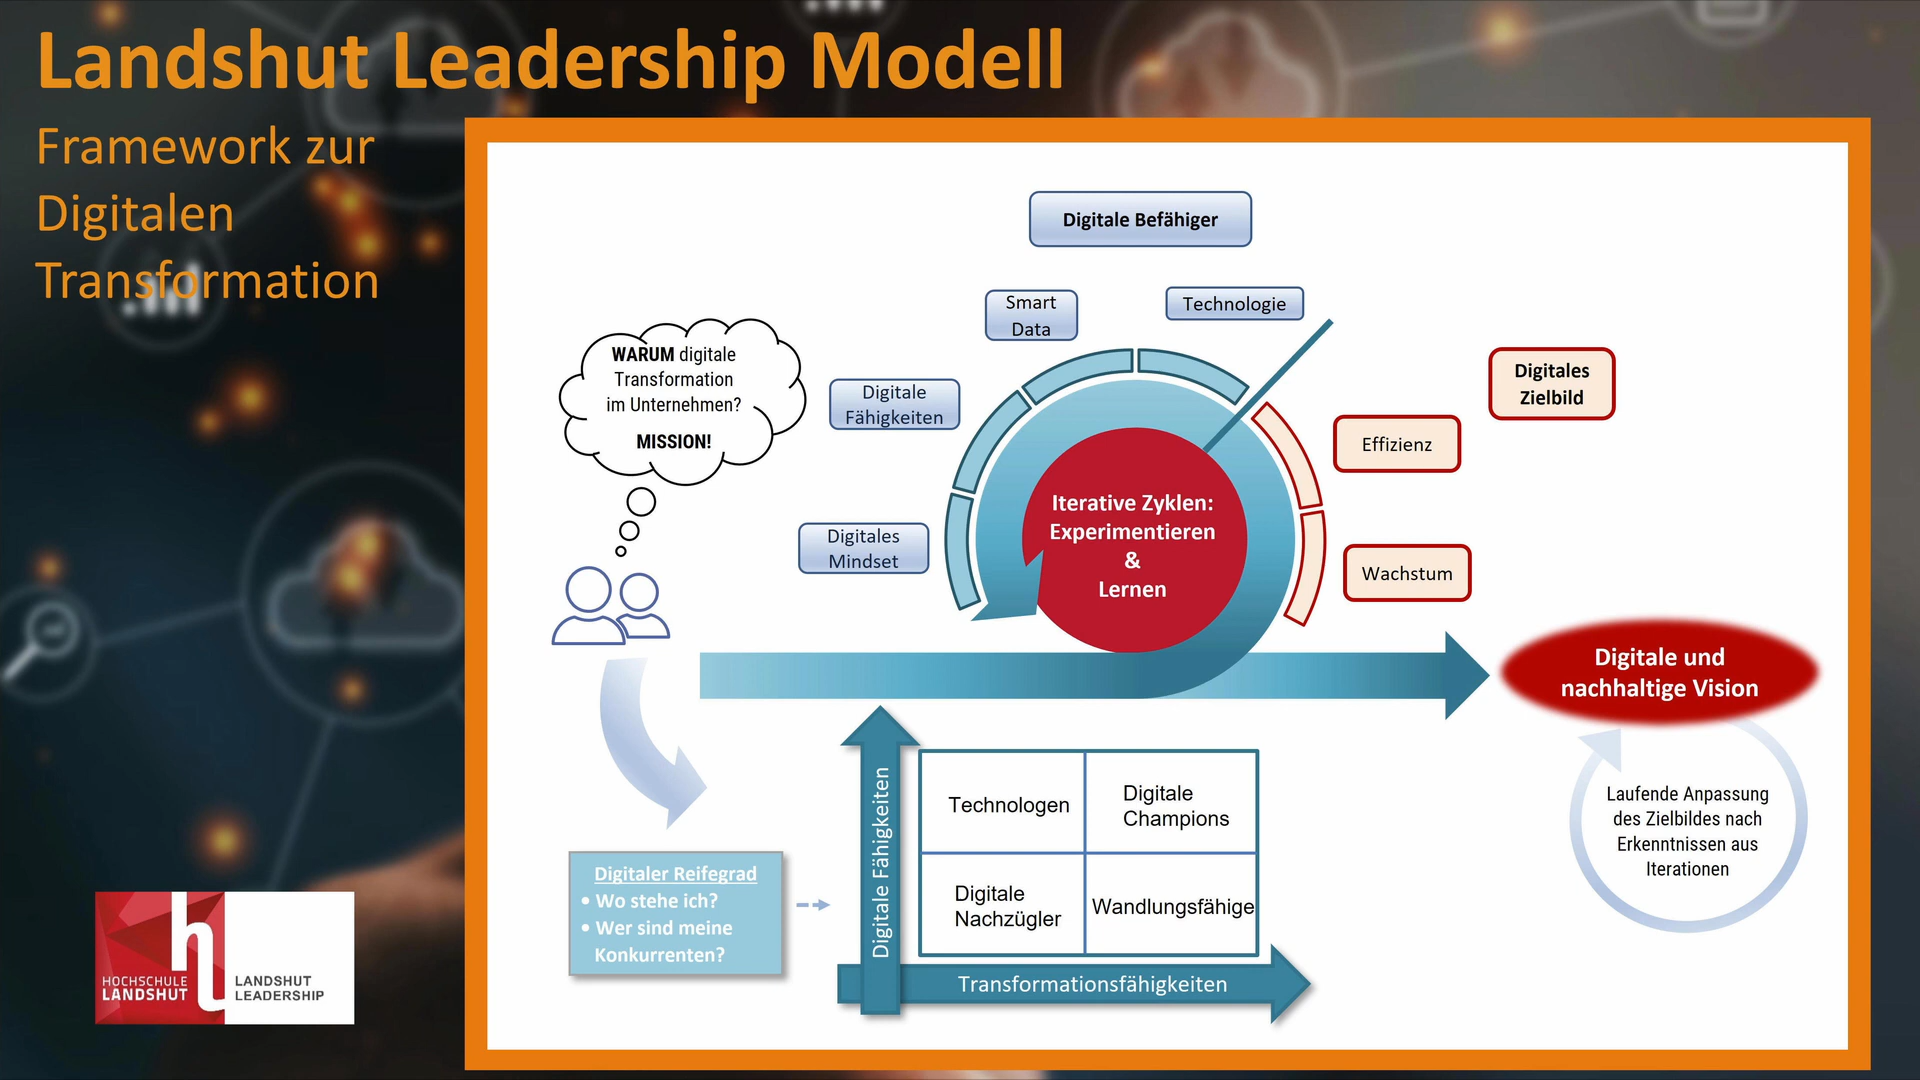 Landshut Leadership Modell
Framework zur
Digitalen
Transformation
Digitale Befähiger
Smart
Data
Technologie
WARUM digitale
Transformation
im Unternehmen?
MISSION!
Digitale
Fähigkeiten
Digitales
Zielbild
Effizienz
Iterative Zyklen:
Experimentieren
&
Lernen
Digitales
Mindset
Wachstum
Digitale und
nachhaltige Vision
Digitale Fähigkeiten
Technologen
Digitale
Champions
Digitale
Nachzügler
Wandlungsfähige
Transformationsfähigkeiten
Laufende Anpassung
des Zielbildes nach
Erkenntnissen aus
Iterationen
Digitaler Reifegrad
• Wo stehe ich?
• Wer sind meine
Konkurrenten?
HOCHSCHULE
LANDSHUT
LANDSHUT
LEADERSHIP